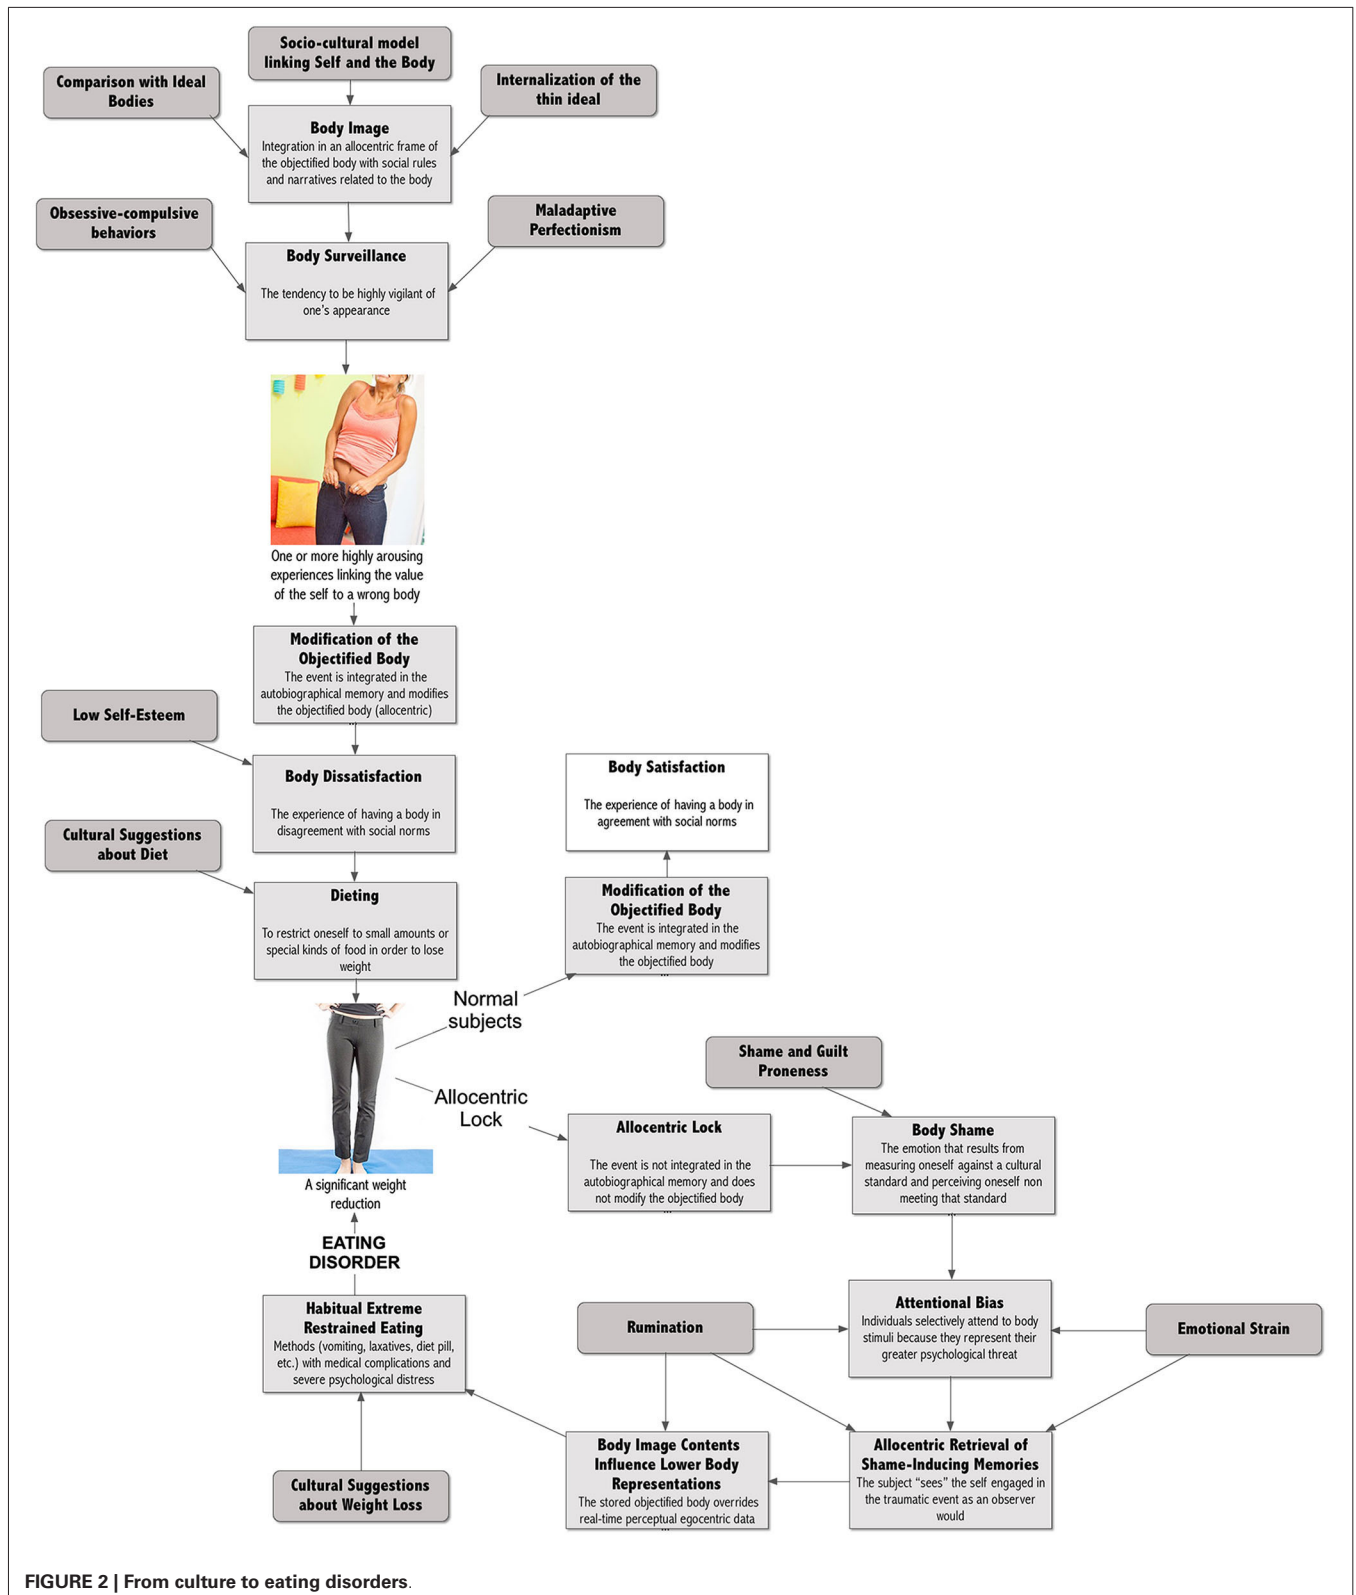 Socio-cultural model
linking Self and the Body
Comparison with Ideal
Bodies
Internalization of the
thin ideal
Body Image
Integration in an allocentric frame of
the objectified body with social rules
and narratives related to the body
Obsessive-compulsive
behaviors
Maladaptive
Perfectionism
Body Surveillance
The tendency to be highly vigilant of
one's appearance
One or more highly arousing
experiences linking the value
of the self to a wrong body
Modification of the
Objectified Body
The event is integrated in the
autobiographical memory and modifies
the objectified body (allocentric)
...
Low Self-Esteem
Body Dissatisfaction
The experience of having a body in
disagreement with social norms
Body Satisfaction
The experience of having a body in
agreement with social norms
Cultural Suggestions
about Diet
Dieting
To restrict oneself to small amounts or
special kinds of food in order to lose
weight
Modification of the
Objectified Body
The event is integrated in the
autobiographical memory and modifies
the objectified body
...
Normal
subjects
Allocentric
Lock
A significant weight
reduction
Shame and Guilt
Proneness
Allocentric Lock
The event is not integrated in the
autobiographical memory and does
not modify the objectified body
...
Body Shame
The emotion that results from
measuring oneself against a cultural
standard and perceiving oneself non
meeting that standard
...
EATING
DISORDER
Habitual Extreme
Restrained Eating
Methods (vomiting, laxatives, diet pill,
etc.) with medical complications and
severe psychological distress
Rumination
Attentional Bias
Individuals selectively attend to body
stimuli because they represent their
greater psychological threat
Emotional Strain
Cultural Suggestions
about Weight Loss
Body Image Contents
Influence Lower Body
Representations
The stored objectified body overrides
real-time perceptual egocentric data
...
Allocentric Retrieval of
Shame-Inducing Memories
The subject “sees” the self engaged in
the traumatic event as an observer
would
FIGURE 2 | From culture to eating disorders.